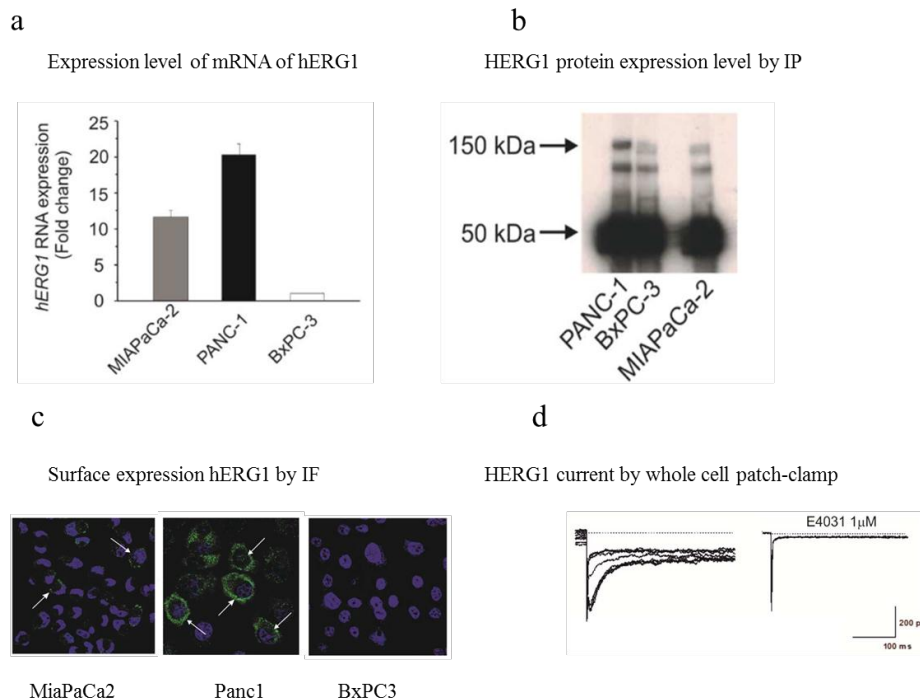 a
Expression level of mRNA of hERG1
hERG1 RNA expression
(Fold change)
25
20
15
10
5
0
MIAPaCa-2
PANC-1
BxPC-3
b
HERG1 protein expression level by IP
150 kDa
50 kDa
PANC-1
BxPC-3
MIAPaCa-2
c
Surface expression hERG1 by IF
MiaPaCa2
Panc1
BxPC3
d
HERG1 current by whole cell patch-clamp
E4031 1μM
200 p
100 ms